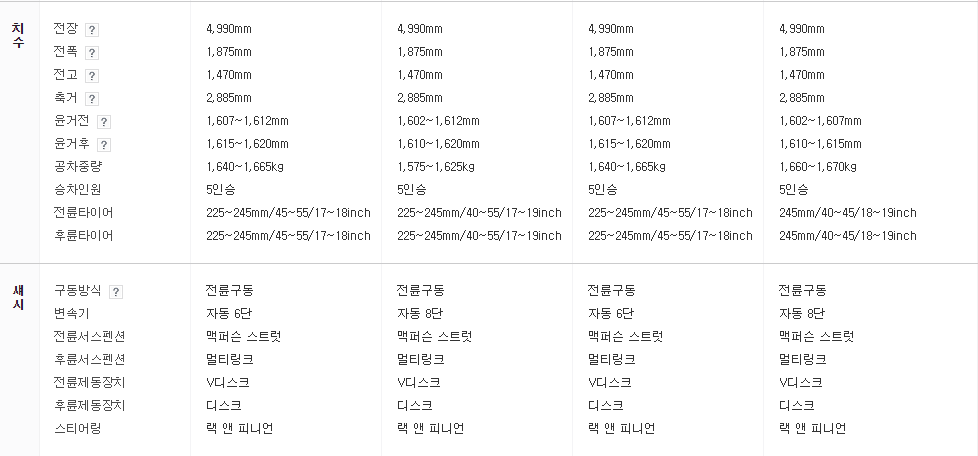 치수
전장 ? 4,990mm 4,990mm 4,990mm 4,990mm
전폭 ? 1,875mm 1,875mm 1,875mm 1,875mm
전고 ? 1,470mm 1,470mm 1,470mm 1,470mm
축거 ? 2,885mm 2,885mm 2,885mm 2,885mm
윤거전 ? 1,607~1,612mm 1,602~1,612mm 1,607~1,612mm 1,602~1,607mm
윤거후 ? 1,615~1,620mm 1,610~1,620mm 1,615~1,620mm 1,610~1,615mm
공차중량 1,640~1,665kg 1,575~1,625kg 1,640~1,665kg 1,660~1,670kg
승차인원 5인승 5인승 5인승 5인승
전륜타이어 225~245mm/45~55/17~18inch 225~245mm/40~55/17~19inch 225~245mm/45~55/17~18inch 245mm/40~45/18~19inch
후륜타이어 225~245mm/45~55/17~18inch 225~245mm/40~55/17~19inch 225~245mm/45~55/17~18inch 245mm/40~45/18~19inch
섀시
구동방식 ? 전륜구동 전륜구동 전륜구동 전륜구동
변속기 자동 6단 자동 8단 자동 6단 자동 8단
전륜서스펜션 맥퍼슨 스트럿 맥퍼슨 스트럿 맥퍼슨 스트럿 맥퍼슨 스트럿
후륜서스펜션 멀티링크 멀티링크 멀티링크 멀티링크
전륜제동장치 V디스크 V디스크 V디스크 V디스크
후륜제동장치 디스크 디스크 디스크 디스크
스티어링 랙 앤 피니언 랙 앤 피니언 랙 앤 피니언 랙 앤 피니언